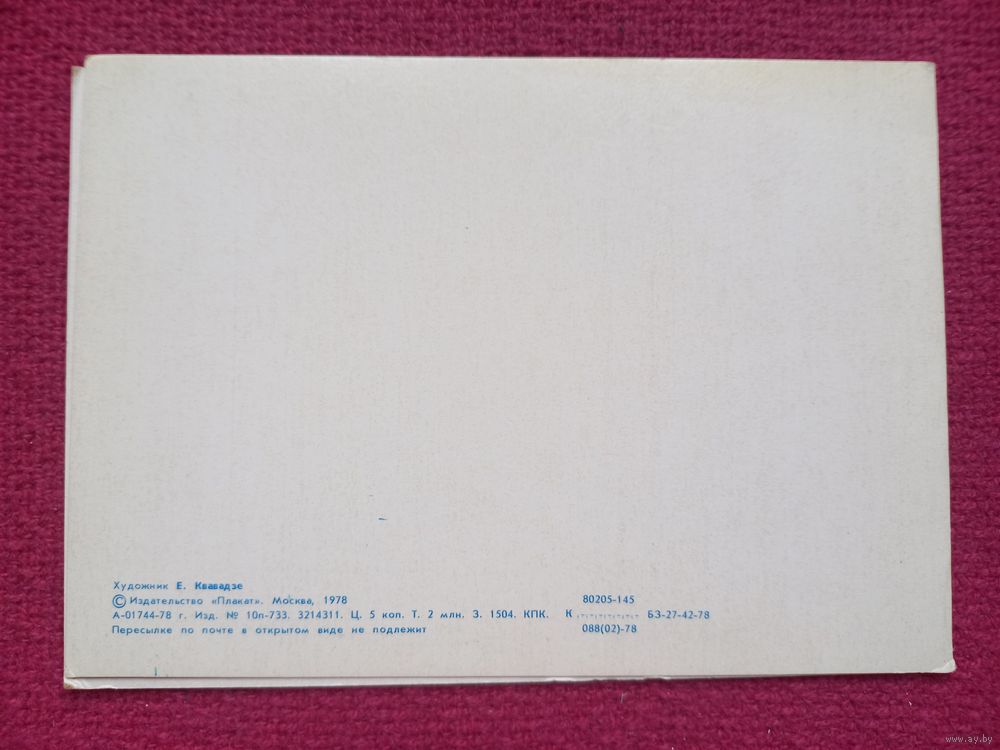 Художник Е. Квавадзе
© Издательство «Плакат». Москва, 1978
А-01744-78 г. Изд. № 10п-733. 3214311. Ц. 5 коп. Т. 2 млн. З. 1504. КПК.
Пересылке по почте в открытом виде не подлежит
80205-145
К ............. БЗ-27-42-78
088(02)-78
www.ay.by